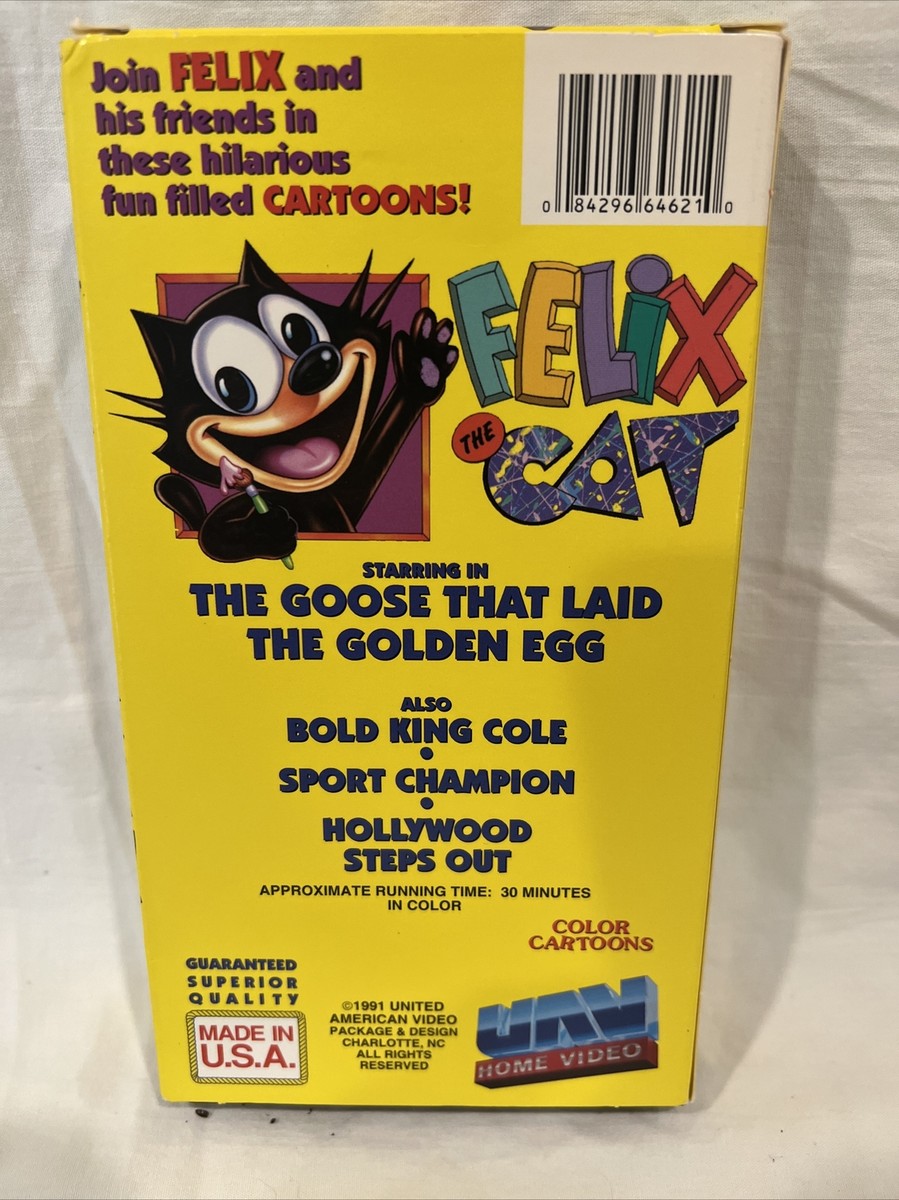 Join FELIX and
his friends in
these hilarious
fun filled CARTOONS!
0 84296 64621 0
FELIX
THE
CAT
STARRING IN
THE GOOSE THAT LAID
THE GOLDEN EGG
ALSO
BOLD KING COLE
•
SPORT CHAMPION
•
HOLLYWOOD
STEPS OUT
APPROXIMATE RUNNING TIME: 30 MINUTES
IN COLOR
COLOR
CARTOONS
GUARANTEED
SUPERIOR
QUALITY
MADE IN
U.S.A.
©1991 UNITED
AMERICAN VIDEO
PACKAGE & DESIGN
CHARLOTTE, NC
ALL RIGHTS
RESERVED
UAV
HOME VIDEO